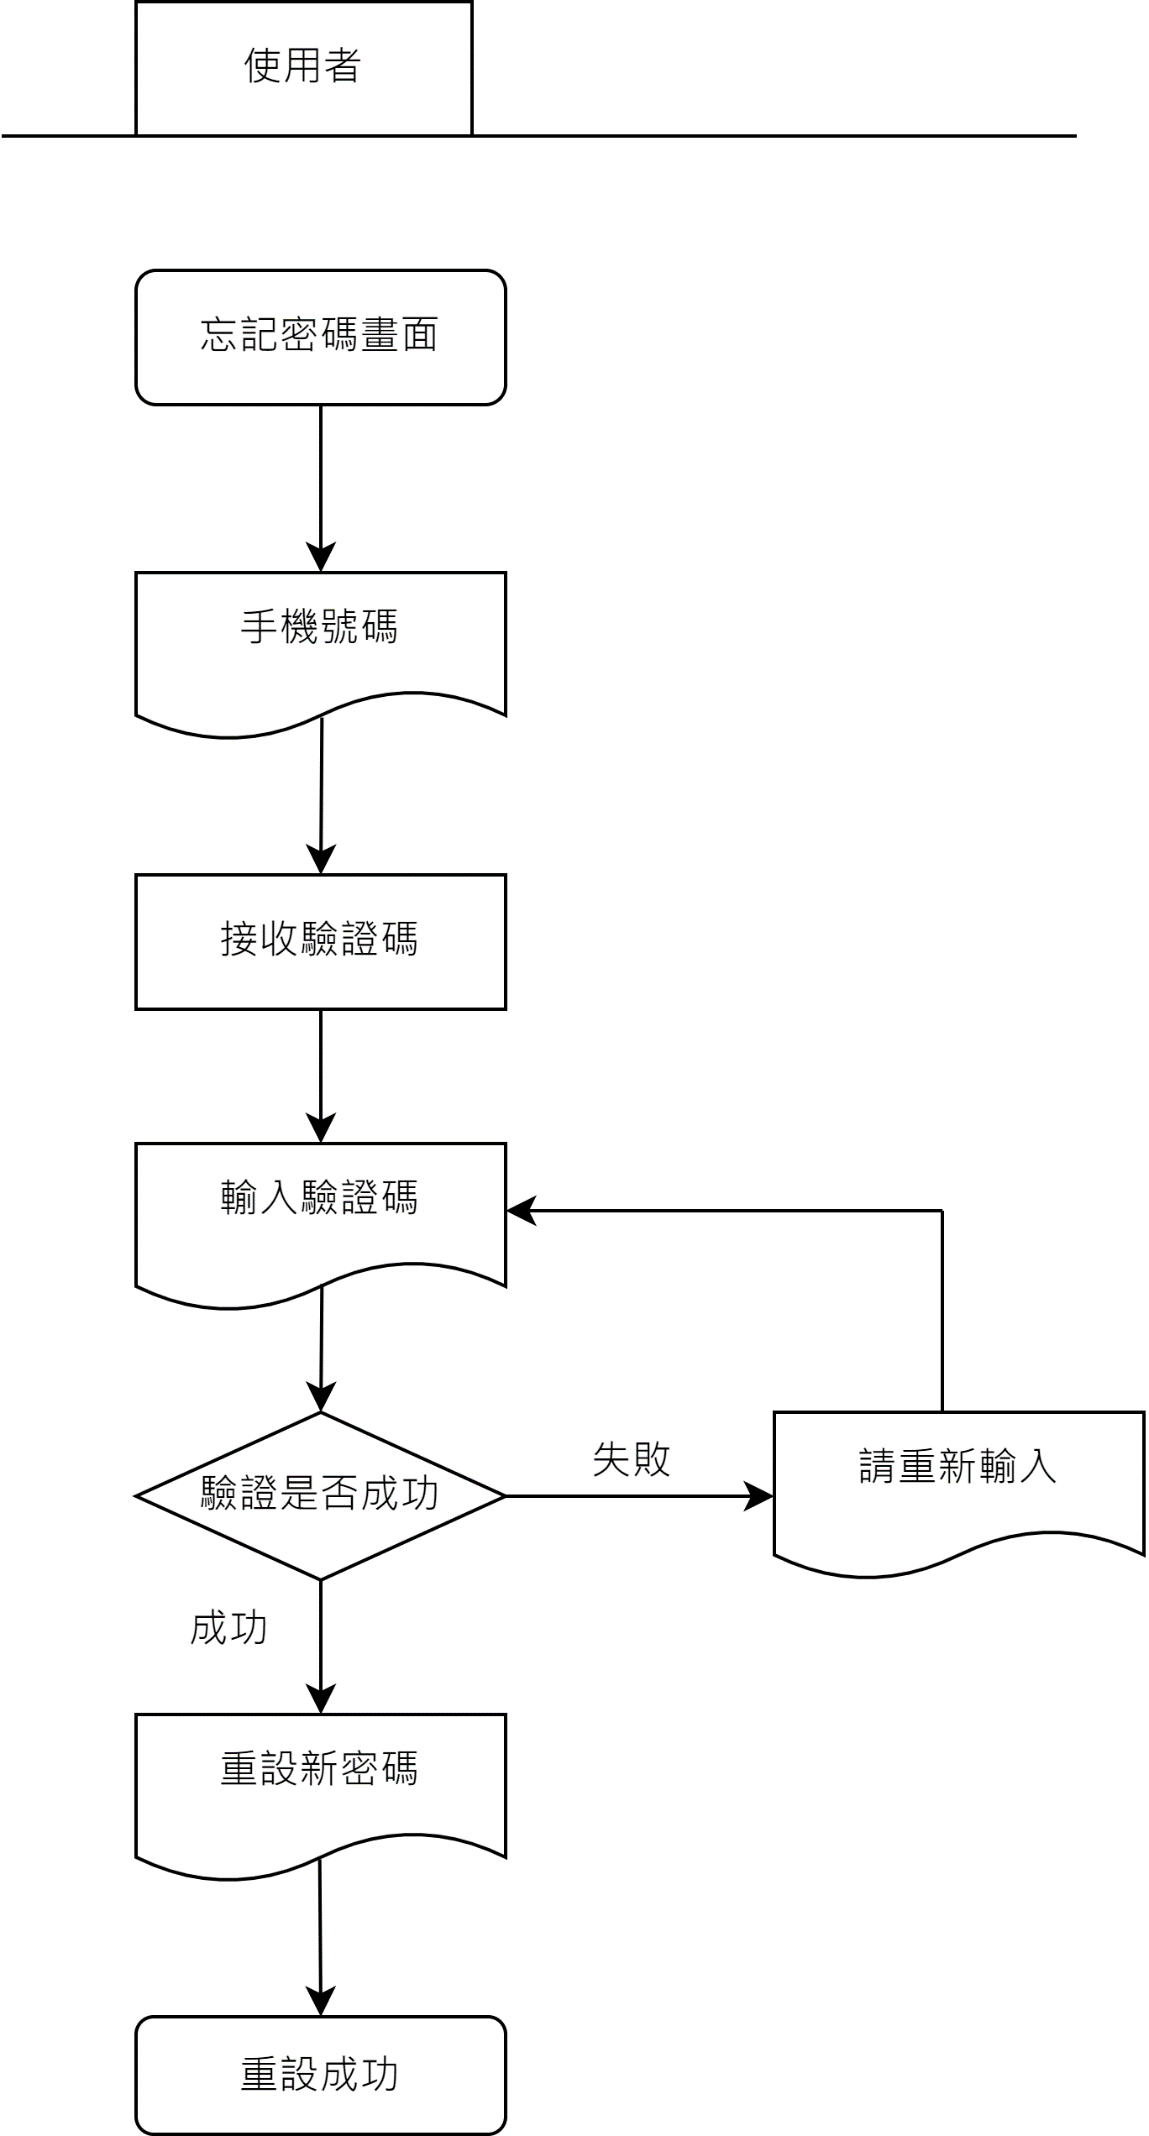 使用者
忘記密碼畫面
手機號碼
接收驗證碼
輸入驗證碼
驗證是否成功
失敗
請重新輸入
成功
重設新密碼
重設成功